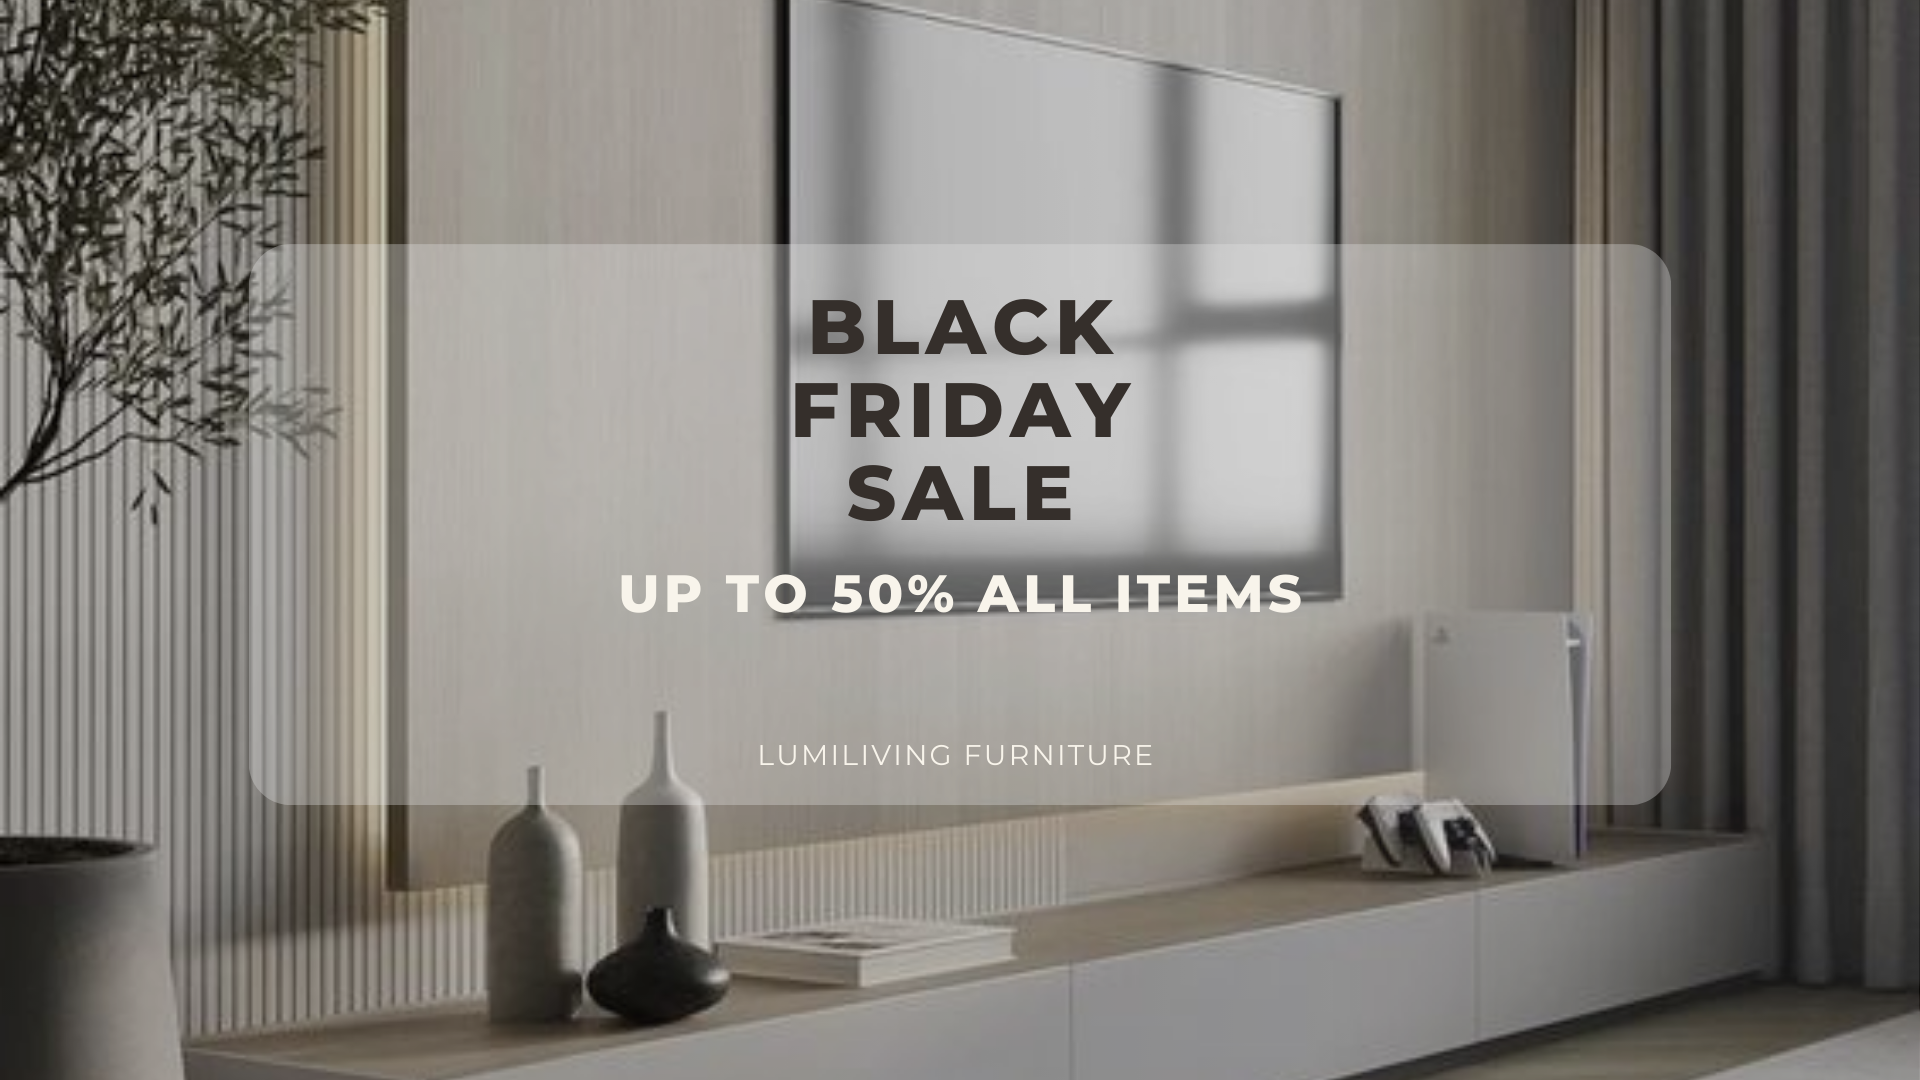 BLACK
FRIDAY
SALE
UP TO 50% ALL ITEMS
LUMILIVING FURNITURE